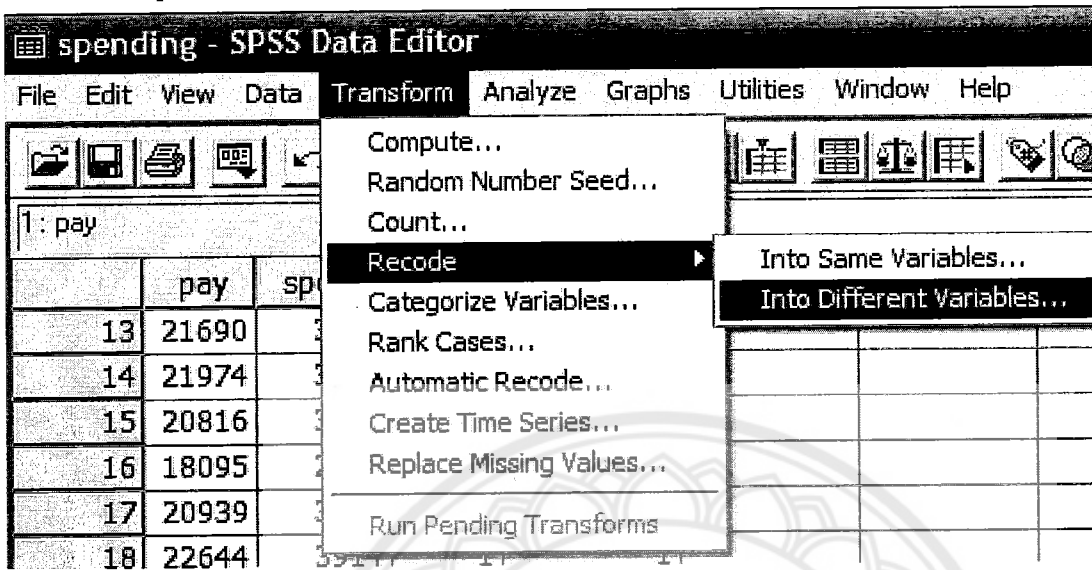 spending - SPSS Data Editor
File Edit View Data Transform Analyze Graphs Utilities Window Help
1 : pay
pay
13 21690
14 21974
15 20816
16 18095
17 20939
18 22644
Compute...
Random Number Seed...
Count...
Recode
Categorize Variables...
Rank Cases...
Automatic Recode...
Create Time Series...
Replace Missing Values...
Run Pending Transforms
Into Same Variables...
Into Different Variables...